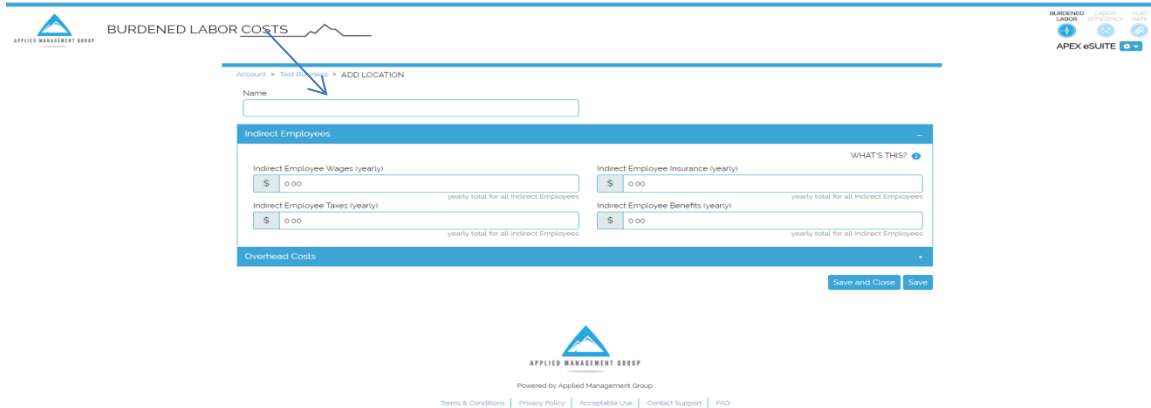 APPLIED MANAGEMENT GROUP
BURDENED LABOR COSTS
BURDENED LABOR
LABOR EFFICIENCY
FLAT RATE
APEX eSUITE
Account > Test Business > ADD LOCATION
Name
Indirect Employees –
WHAT'S THIS? i
Indirect Employee Wages (yearly)
$ 0.00
yearly total for all Indirect Employees
Indirect Employee Insurance (yearly)
$ 0.00
yearly total for all Indirect Employees
Indirect Employee Taxes (yearly)
$ 0.00
yearly total for all Indirect Employees
Indirect Employee Benefits (yearly)
$ 0.00
yearly total for all Indirect Employees
Overhead Costs +
Save and Close
Save
APPLIED MANAGEMENT GROUP
Powered by Applied Management Group
Terms & Conditions | Privacy Policy | Acceptable Use | Contact Support | FAQ